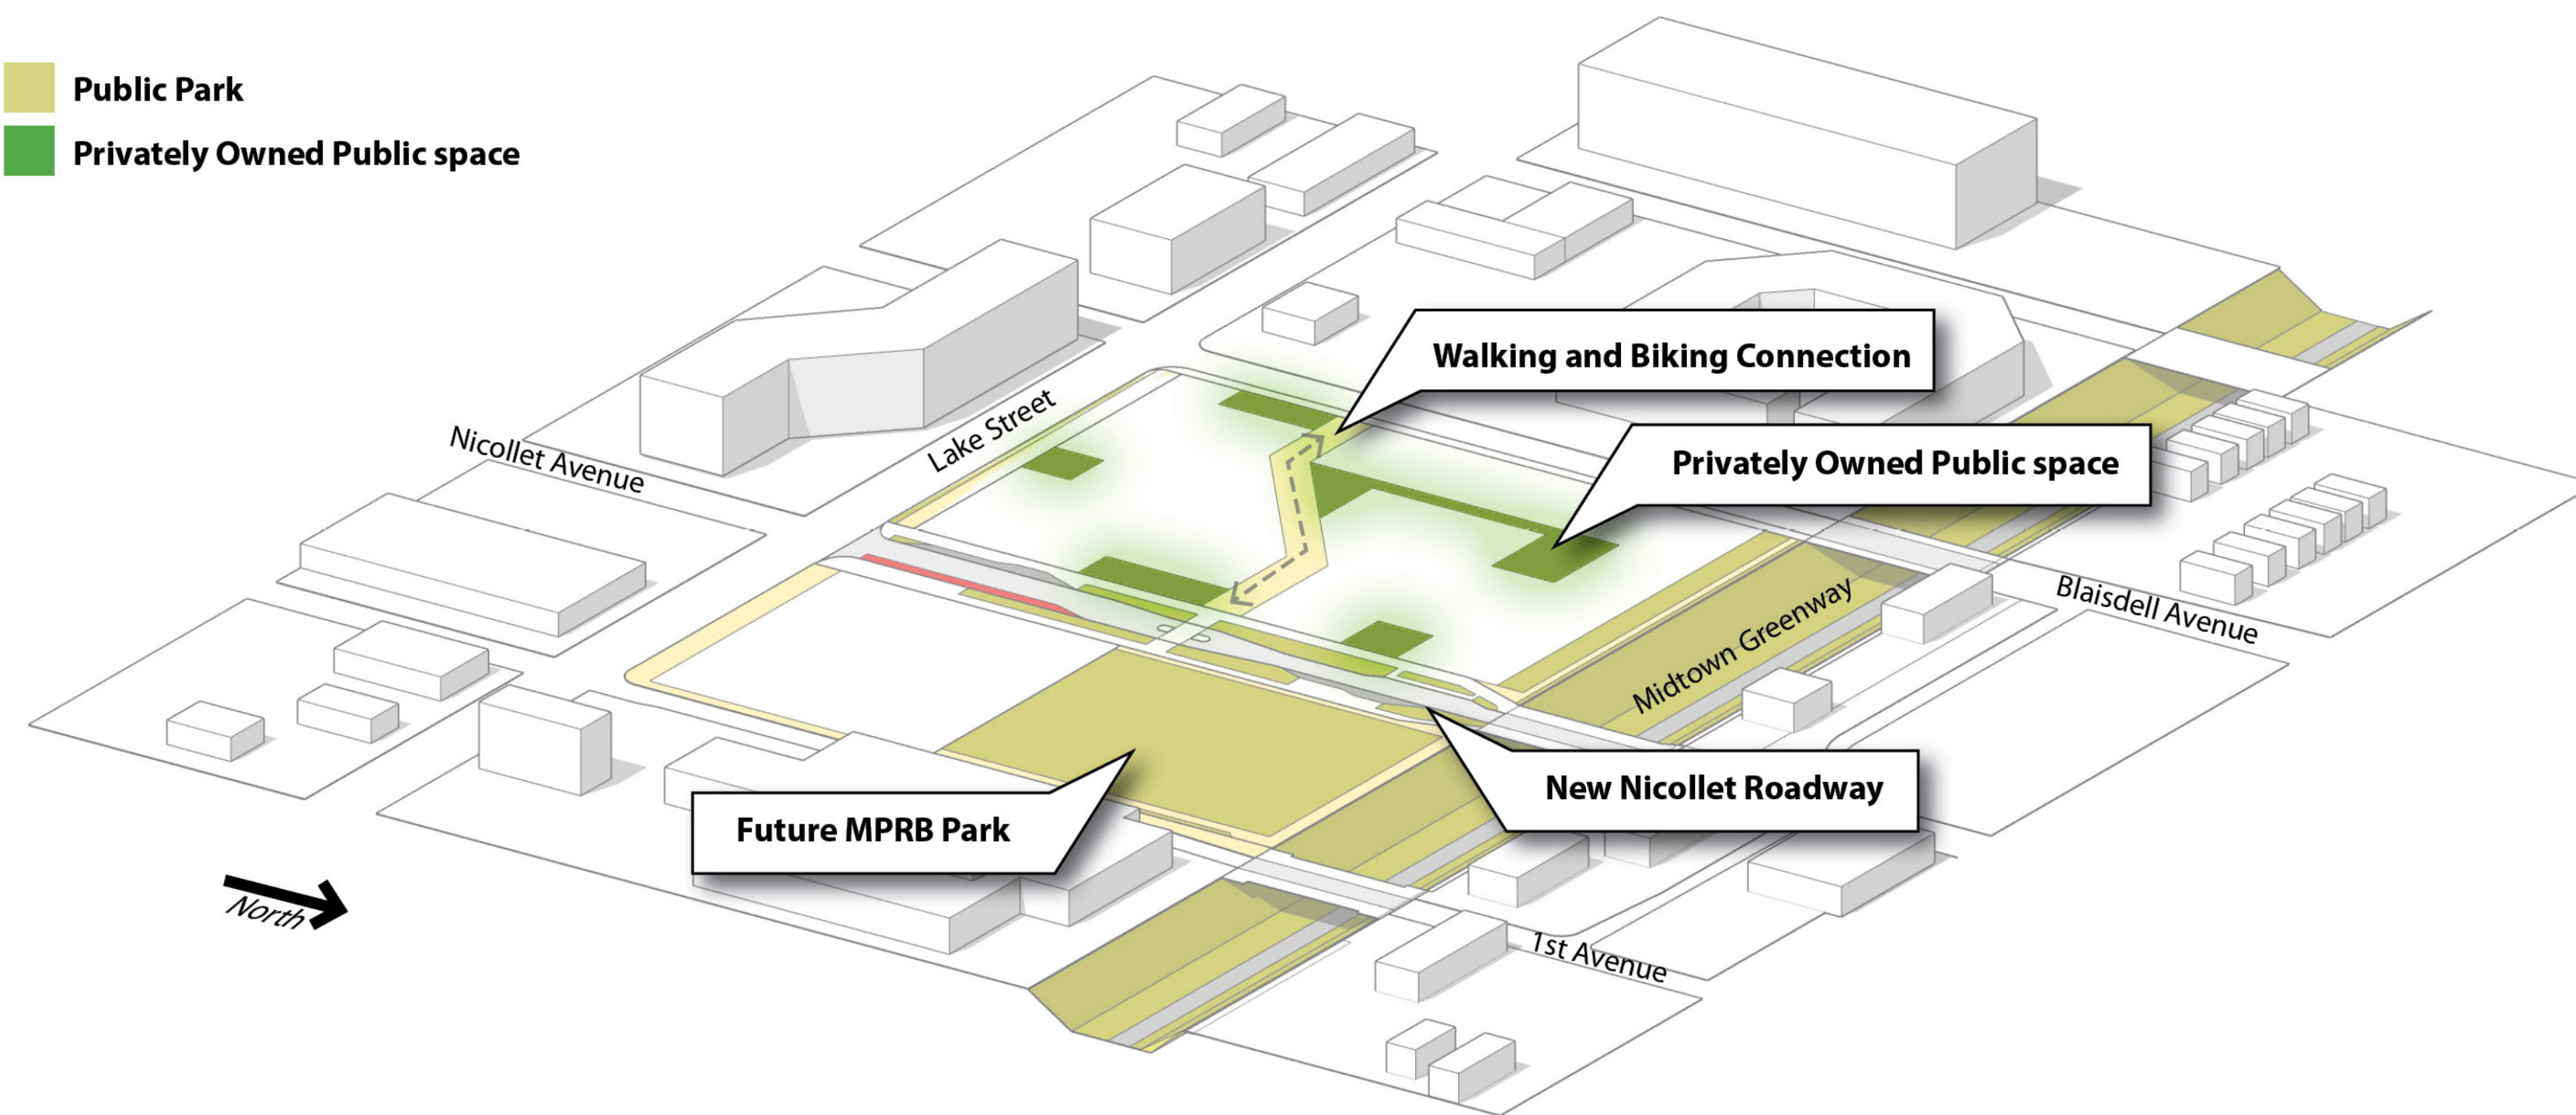 Public Park
Privately Owned Public space
Walking and Biking Connection
Lake Street
Nicollet Avenue
Privately Owned Public space
Blaisdell Avenue
Midtown Greenway
New Nicollet Roadway
Future MPRB Park
North
1st Avenue